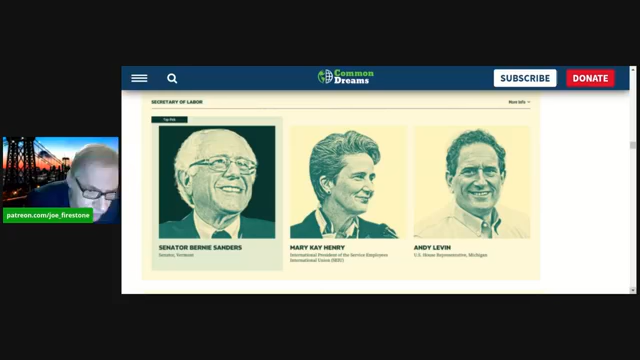 Common
Dreams
SUBSCRIBE
DONATE
SECRETARY OF LABOR
More Info
Top Pick
SENATOR BERNIE SANDERS
Senator, Vermont
MARY KAY HENRY
International President of the Service Employees
International Union (SEIU)
ANDY LEVIN
U.S. House Representative, Michigan
patreon.com/joe_firestone